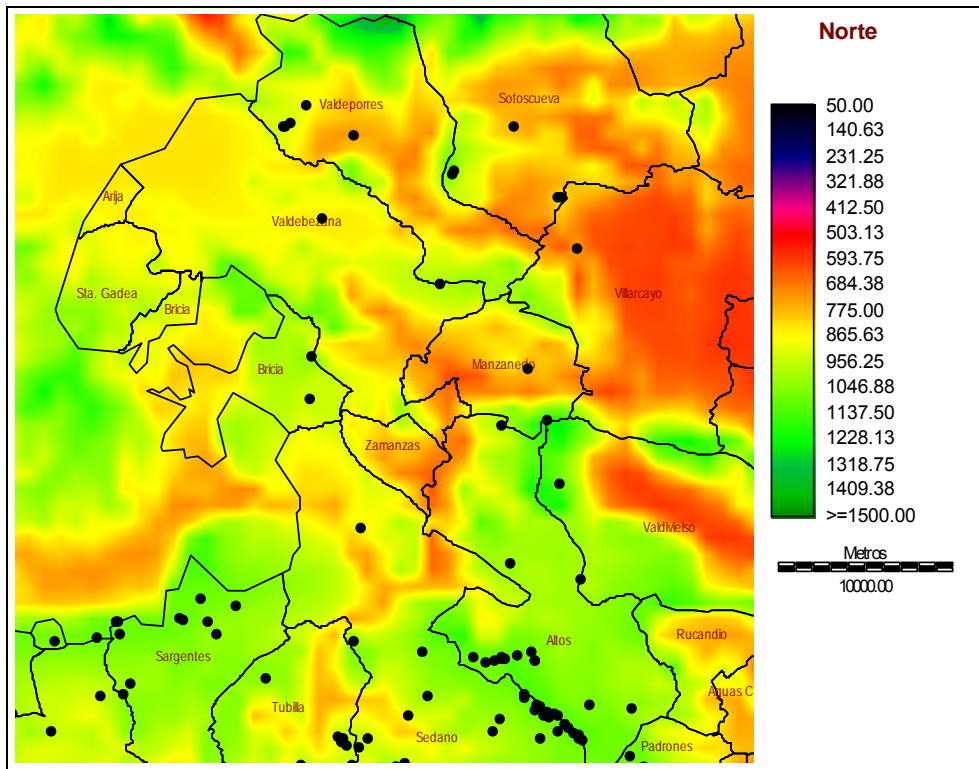 Norte
Valdeporres
Sotoscueva
Arija
Valdebezana
Sta. Gadea
Bricia
Villarcayo
Bricia
Manzanedo
Zamanzas
Valdivielso
Rucandio
Altos
Sargentes
Aguas C
Tubilla
Sedano
Padrones
50.00
140.63
231.25
321.88
412.50
503.13
593.75
684.38
775.00
865.63
956.25
1046.88
1137.50
1228.13
1318.75
1409.38
>=1500.00
Metros
10000.00